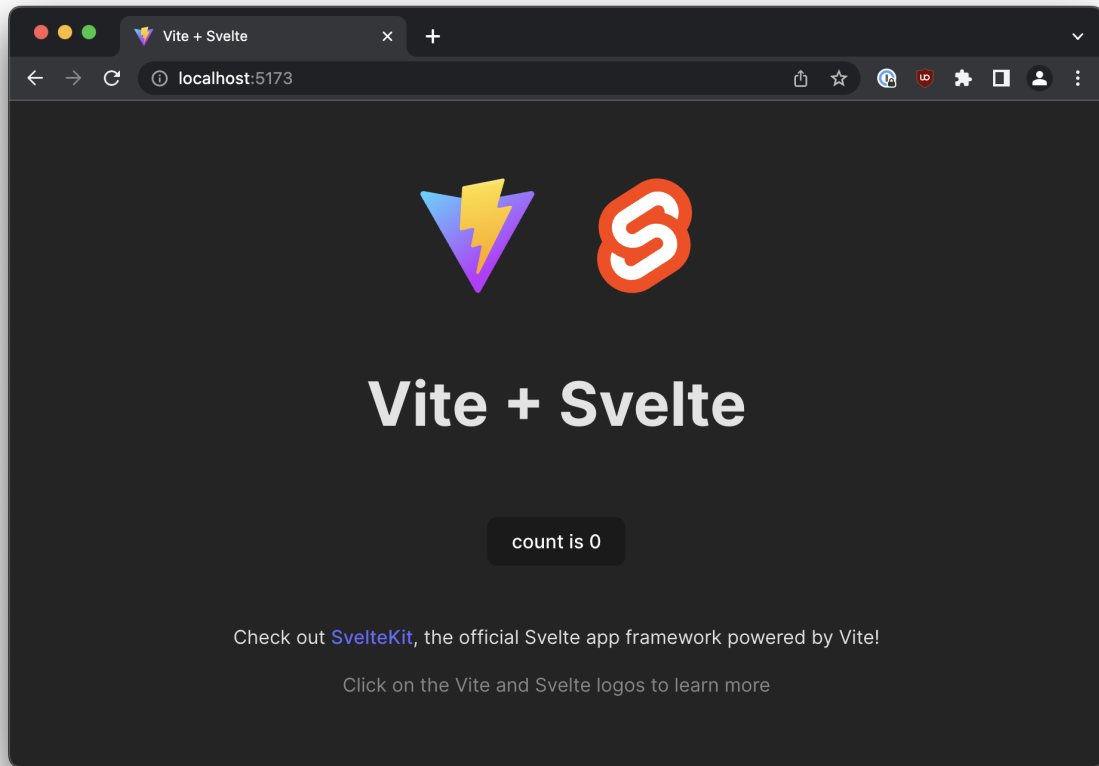 Vite + Svelte
localhost:5173
Vite + Svelte
count is 0
Check out SvelteKit, the official Svelte app framework powered by Vite!
Click on the Vite and Svelte logos to learn more